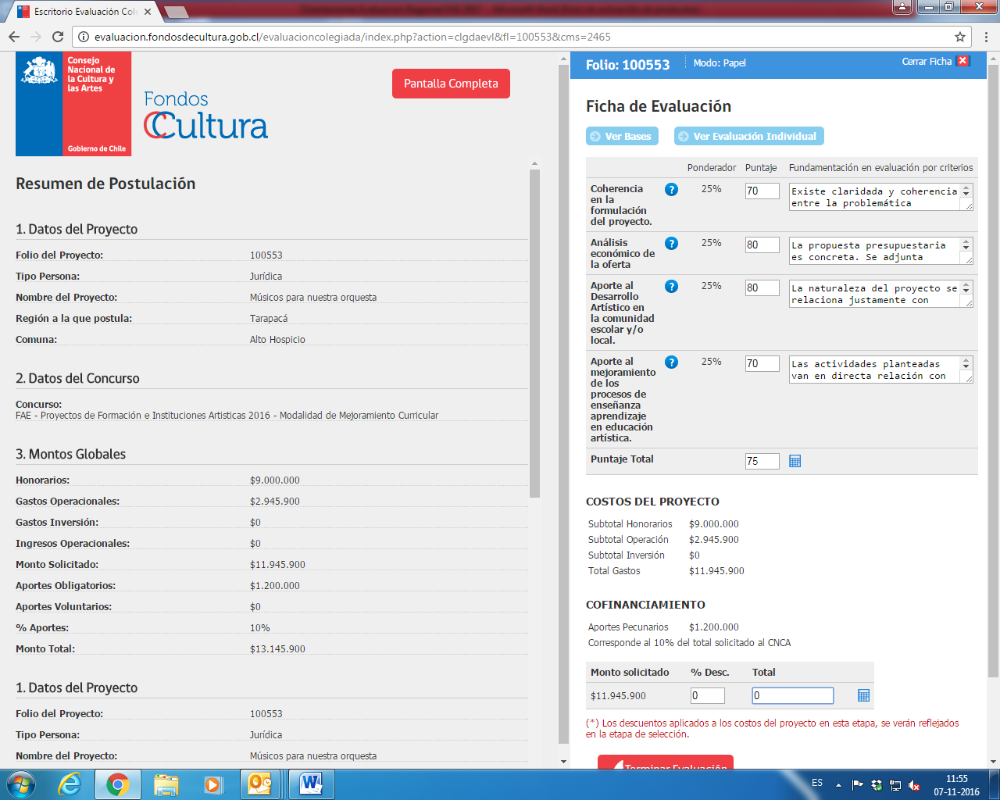 Escritorio Evaluación Col
evaluacion.fondosdecultura.gob.cl/evaluacioncolegiada/index.php?action=clgdaevl&fl=100553&cms=2465
Consejo
Nacional de
la Cultura y
las Artes
Gobierno de Chile
Fondos
Cultura
Pantalla Completa
Resumen de Postulación
1. Datos del Proyecto
Folio del Proyecto: 100553
Tipo Persona: Jurídica
Nombre del Proyecto: Músicos para nuestra orquesta
Región a la que postula: Tarapacá
Comuna: Alto Hospicio
2. Datos del Concurso
Concurso:
FAE - Proyectos de Formación e Instituciones Artisticas 2016 - Modalidad de Mejoramiento Curricular
3. Montos Globales
Honorarios: $9.000.000
Gastos Operacionales: $2.945.900
Gastos Inversión: $0
Ingresos Operacionales: $0
Monto Solicitado: $11.945.900
Aportes Obligatorios: $1.200.000
Aportes Voluntarios: $0
% Aportes: 10%
Monto Total: $13.145.900
1. Datos del Proyecto
Folio del Proyecto: 100553
Tipo Persona: Jurídica
Nombre del Proyecto: Músicos para nuestra orquesta
Folio: 100553 Modo: Papel Cerrar Ficha
Ficha de Evaluación
Ver Bases Ver Evaluación Individual
Ponderador Puntaje Fundamentación en evaluación por criterios
Coherencia
en la
formulación
del proyecto.
? 25% 70
Existe claridada y coherencia
entre la problemática
Análisis
económico de
la oferta
? 25% 80
La propuesta presupuestaria
es concreta. Se adjunta
Aporte al
Desarrollo
Artístico en
la comunidad
escolar y/o
local.
? 25% 80
La naturaleza del proyecto se
relaciona justamente con
Aporte al
mejoramiento
de los
procesos de
enseñanza
aprendizaje
en educación
artística.
? 25% 70
Las actividades planteadas
van en directa relación con
Puntaje Total 75
COSTOS DEL PROYECTO
Subtotal Honorarios $9.000.000
Subtotal Operación $2.945.900
Subtotal Inversión $0
Total Gastos $11.945.900
COFINANCIAMIENTO
Aportes Pecunarios $1.200.000
Corresponde al 10% del total solicitado al CNCA
Monto solicitado % Desc. Total
$11.945.900 0 0
(*) Los descuentos aplicados a los costos del proyecto en esta etapa, se verán reflejados
en la etapa de selección.
Terminar Evaluación
ES 11:55
07-11-2016